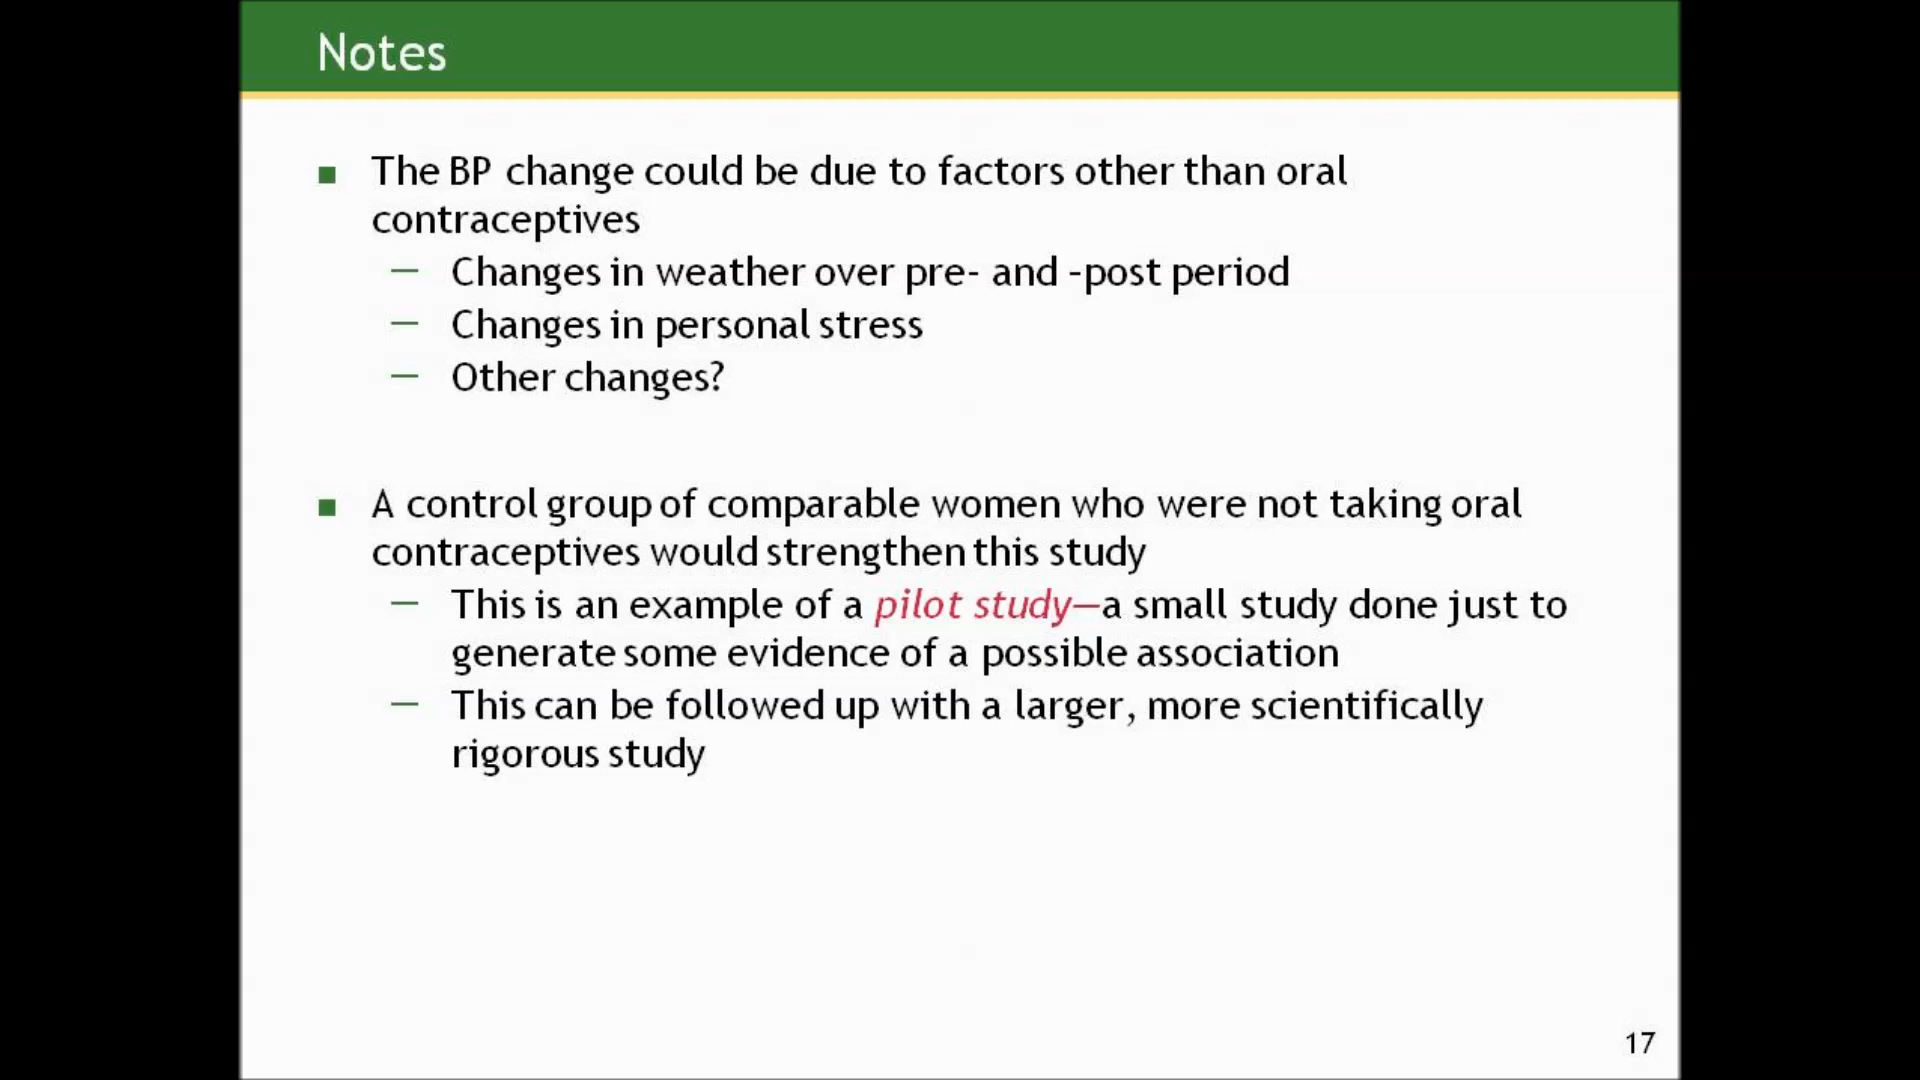 Notes
■ The BP change could be due to factors other than oral
contraceptives
— Changes in weather over pre- and -post period
— Changes in personal stress
— Other changes?
■ A control group of comparable women who were not taking oral
contraceptives would strengthen this study
— This is an example of a pilot study—a small study done just to
generate some evidence of a possible association
— This can be followed up with a larger, more scientifically
rigorous study
17